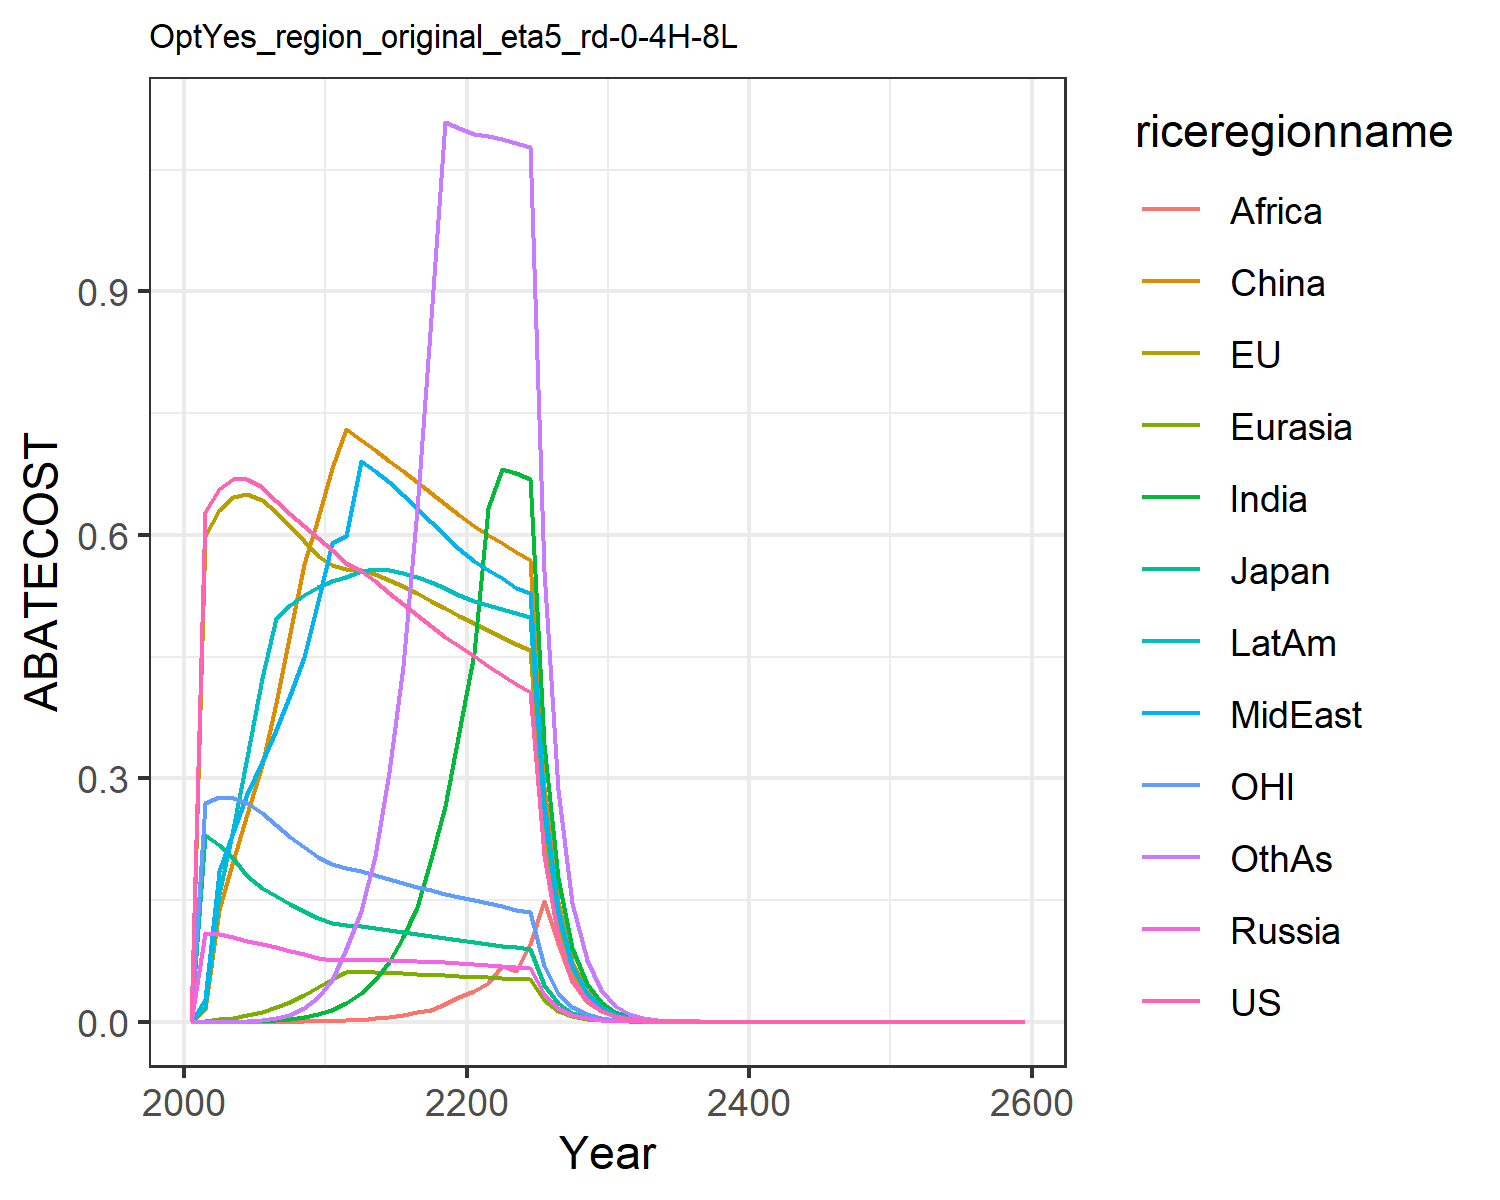 OptYes_region_original_eta5_rd-0-4H-8L
ABATECOST
0.9
0.6
0.3
0.0
2000 2200 2400 2600
Year
riceregionname
Africa
China
EU
Eurasia
India
Japan
LatAm
MidEast
OHI
OthAs
Russia
US